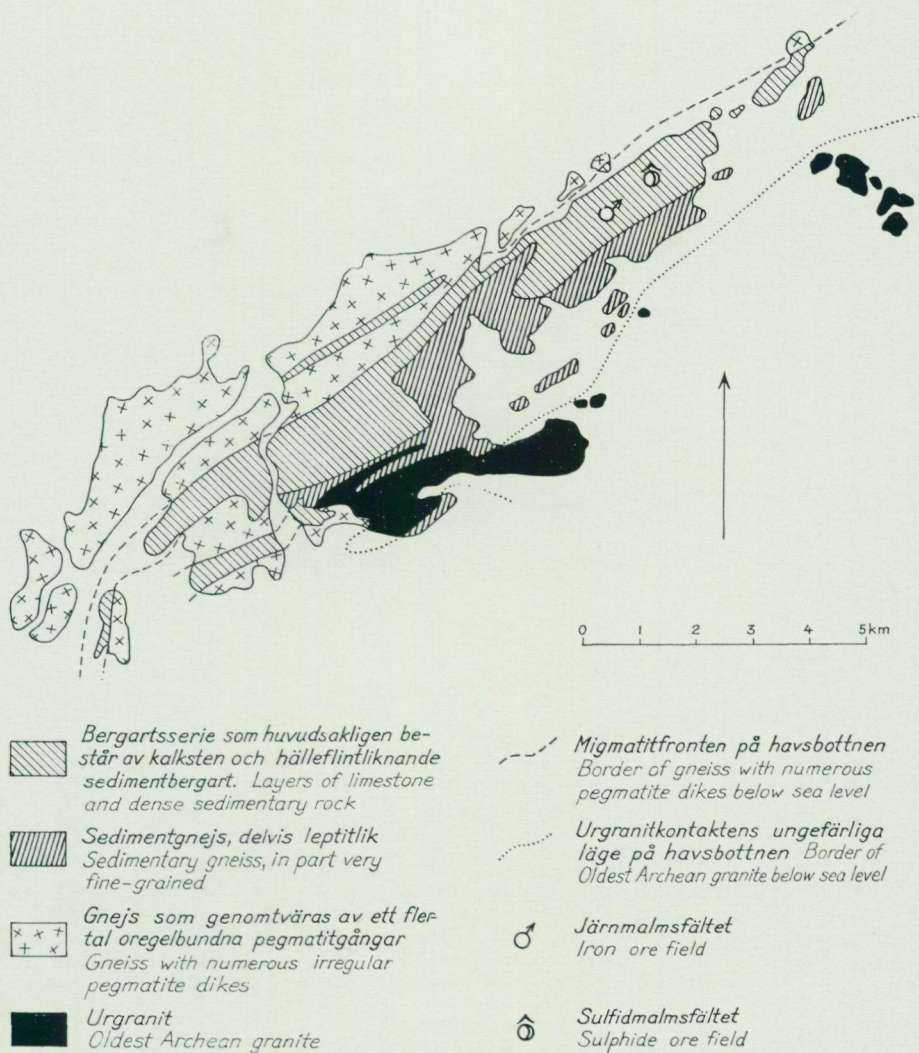 0 1 2 3 4 5km
Bergartsserie som huvudsakligen be-
står av kalksten och hälleflintliknande
sedimentbergart. Layers of limestone
and dense sedimentary rock
Sedimentgnejs, delvis leptitlik
Sedimentary gneiss, in part very
fine-grained
Gnejs som genomtväras av ett fler-
tal oregelbundna pegmatitgångar
Gneiss with numerous irregular
pegmatite dikes
Urgranit
Oldest Archean granite
Migmatitfronten på havsbottnen
Border of gneiss with numerous
pegmatite dikes below sea level
Urgranitkontaktens ungefärliga
läge på havsbottnen Border of
Oldest Archean granite below sea level
Järnmalmsfältet
Iron ore field
Sulfidmalmsfältet
Sulphide ore field